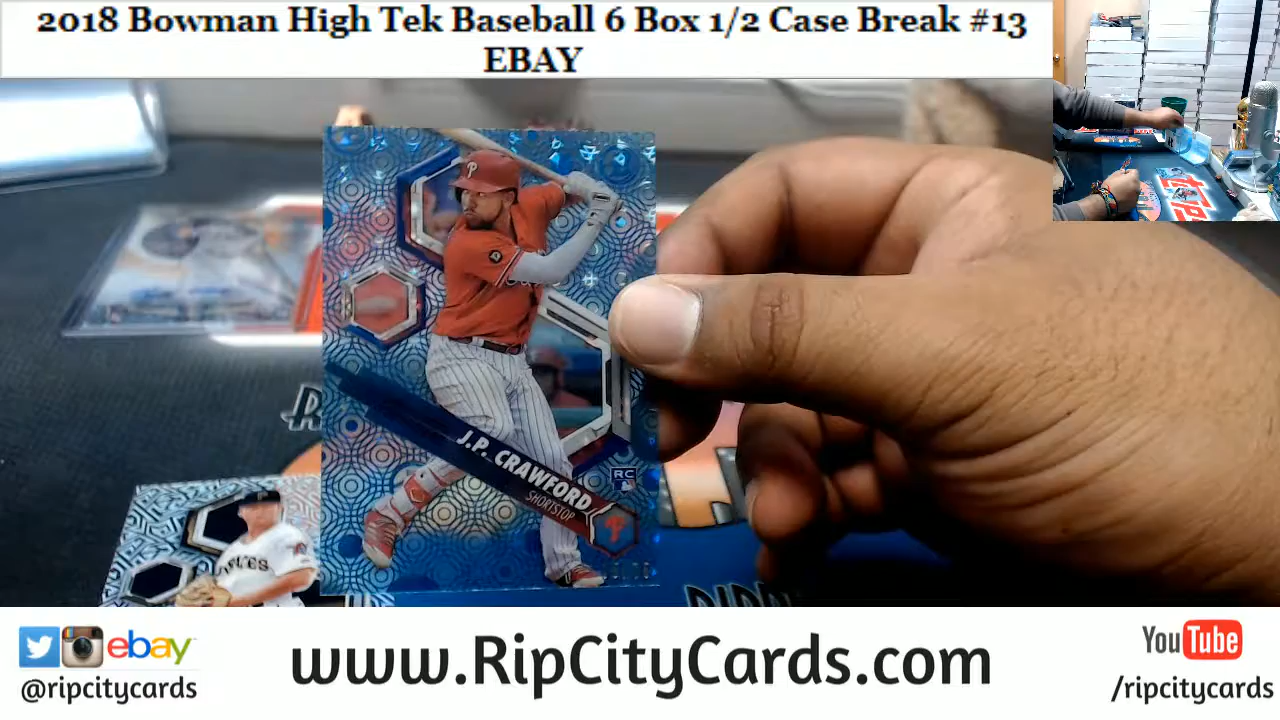 2018 Bowman High Tek Baseball 6 Box 1/2 Case Break #13
EBAY
P
J.P. CRAWFORD
SHORTSTOP
RC
ebay
@ripcitycards
www.RipCityCards.com
YouTube
/ripcitycards